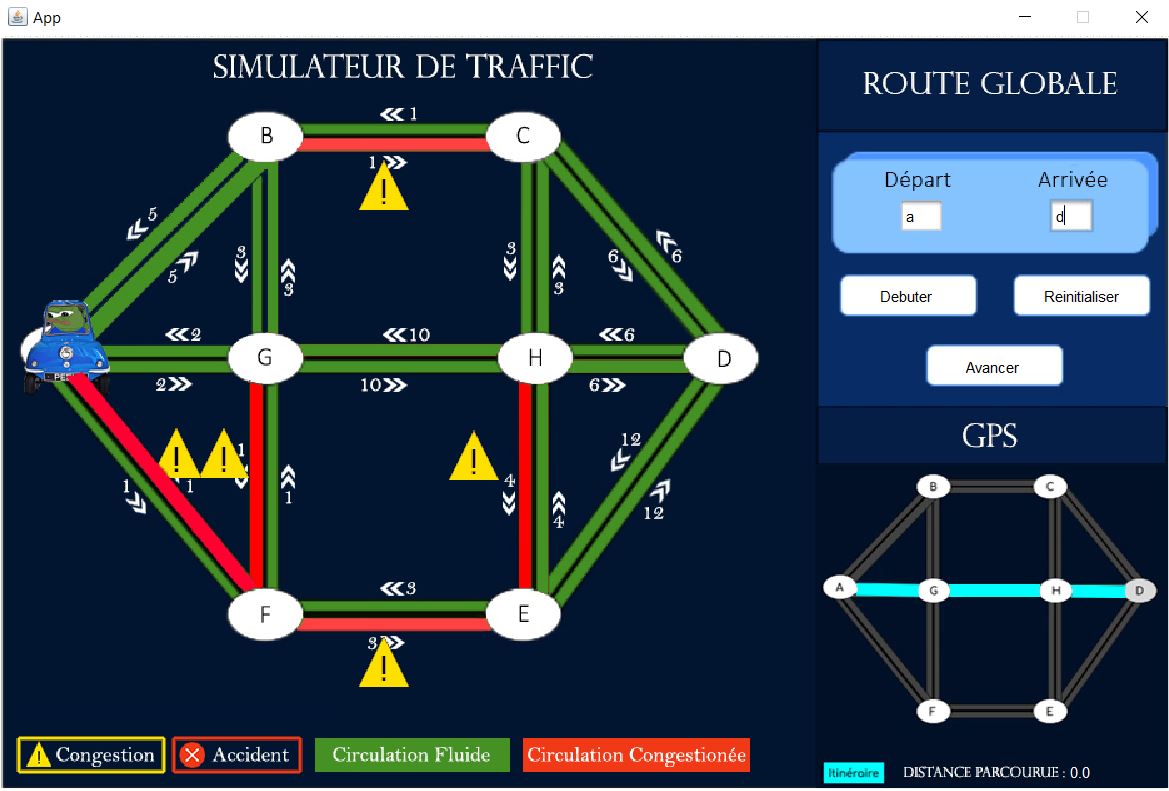 App
SIMULATEUR DE TRAFFIC
B
C
1
1
5
5
3
3
3
3
6
6
2
2
G
10
10
H
6
6
D
1
1
1
1
4
4
12
12
F
3
3
E
Congestion
Accident
Circulation Fluide
Circulation Congestionée
ROUTE GLOBALE
Départ
Arrivée
a
d
Debuter
Reinitialiser
Avancer
GPS
B
C
A
G
H
D
F
E
Itinéraire
DISTANCE PARCOURUE : 0.0